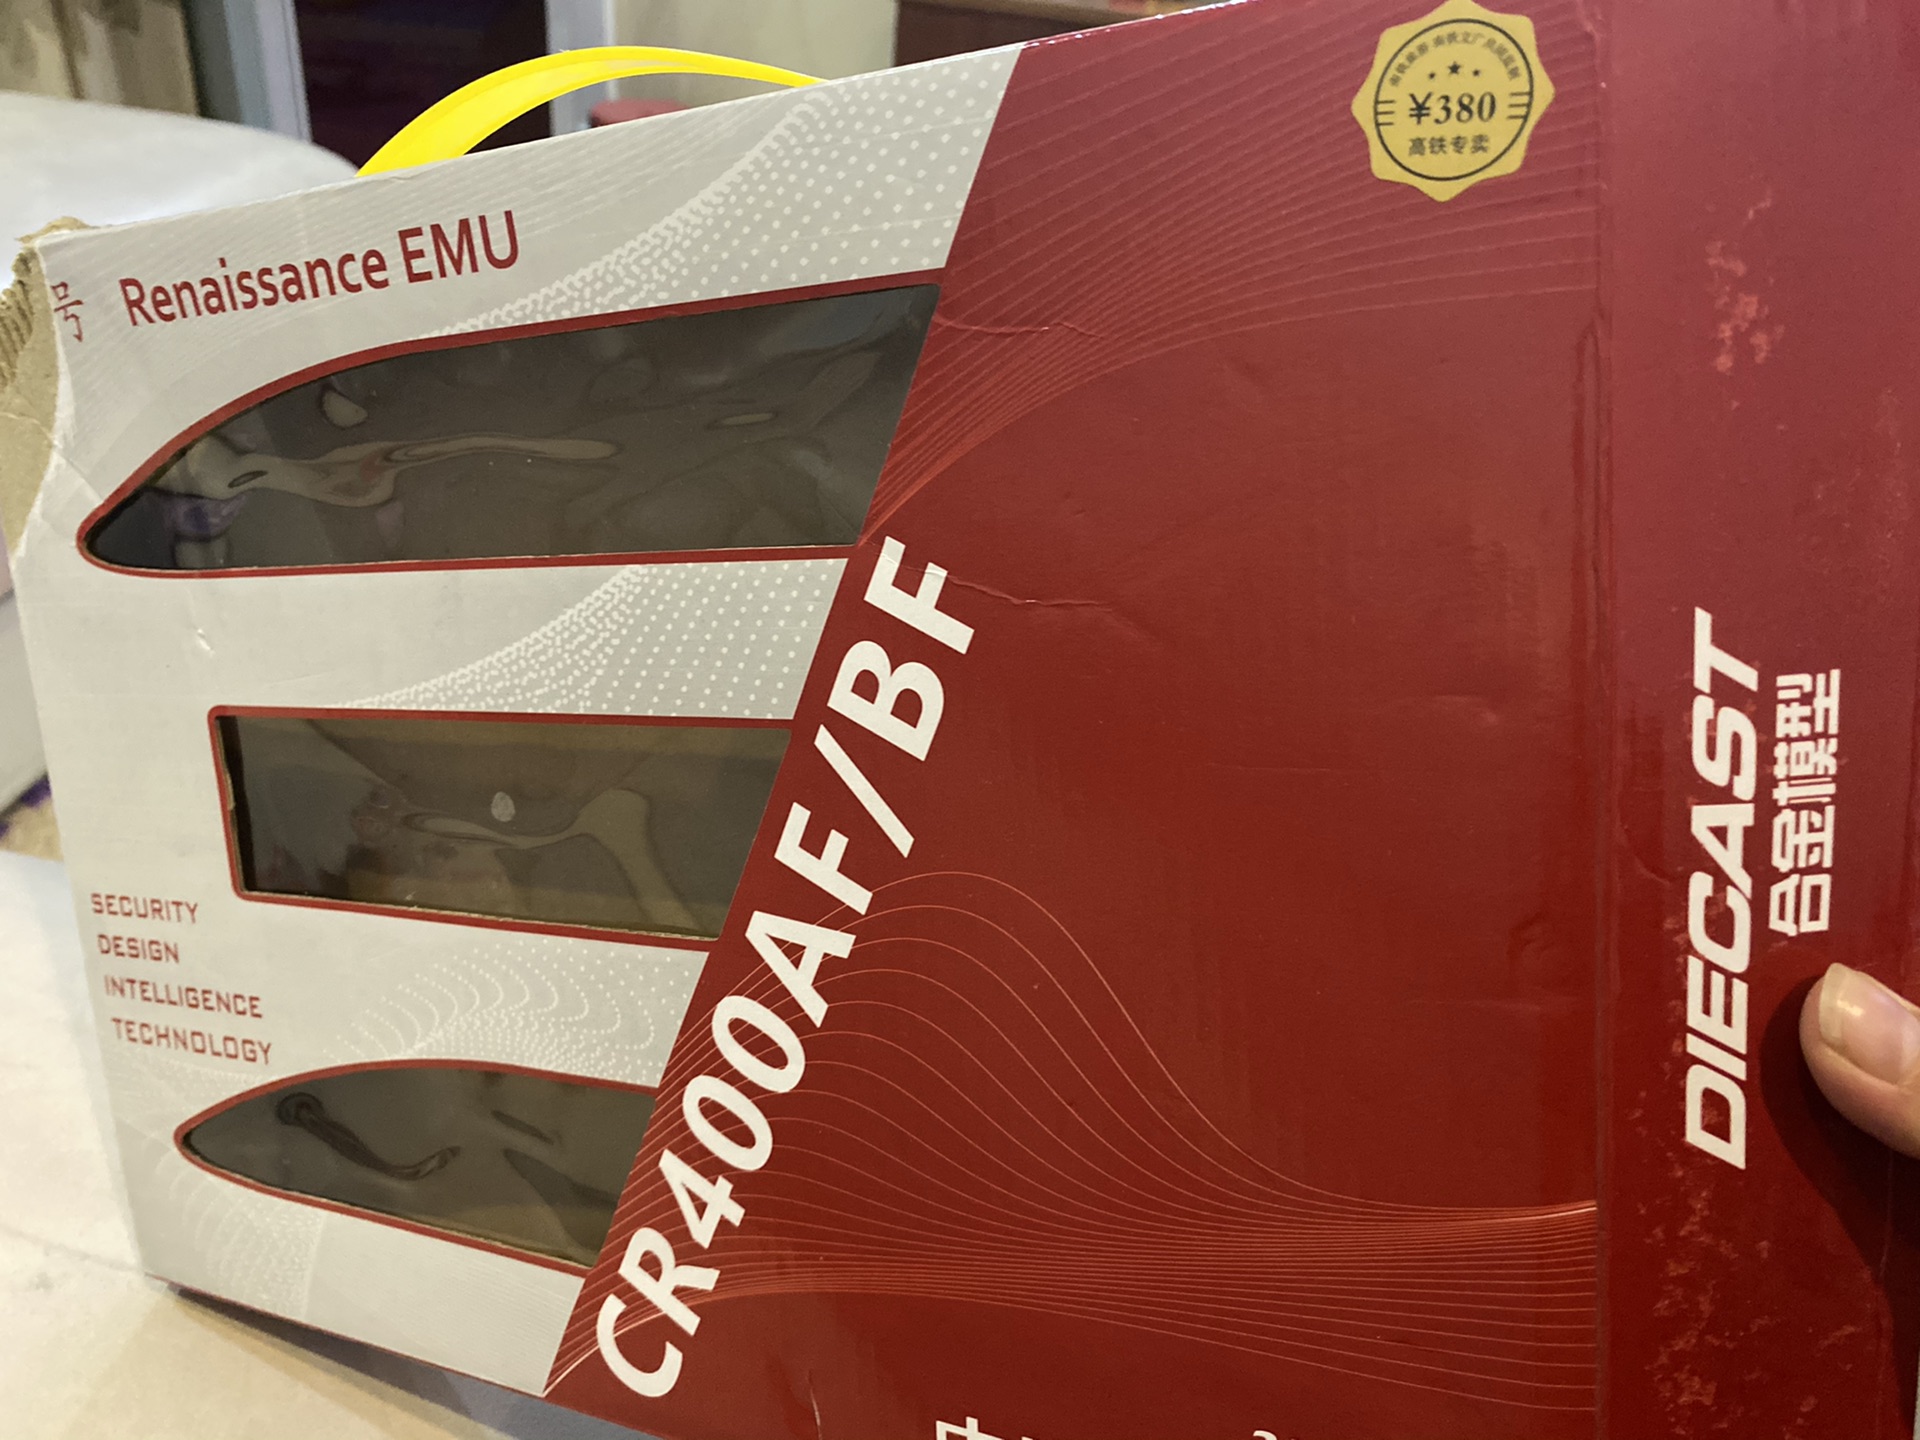 ¥380
高铁专卖
号 Renaissance EMU
CR400AF/BF
SECURITY
DESIGN
INTELLIGENCE
TECHNOLOGY
DIECAST
合金模型